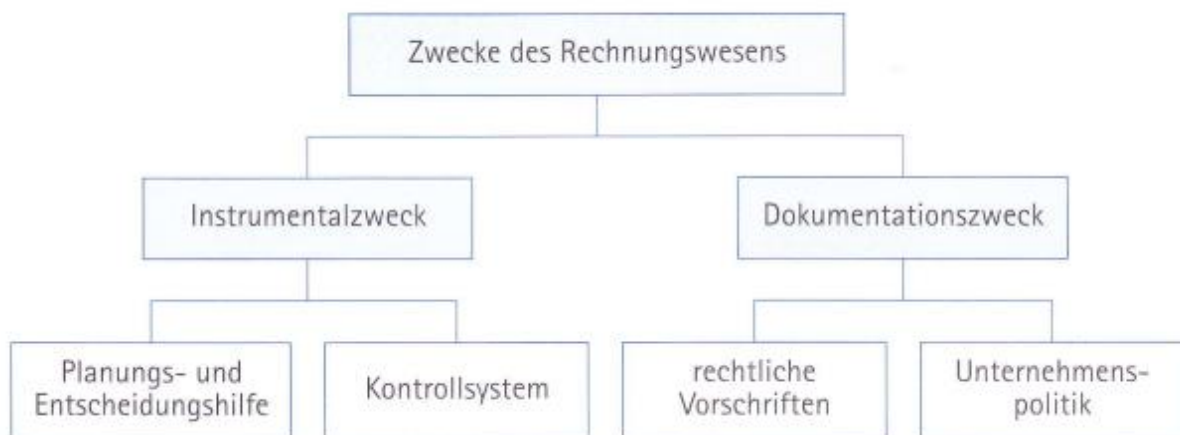 Zwecke des Rechnungswesens
Instrumentalzweck
Dokumentationszweck
Planungs- und
Entscheidungshilfe
Kontrollsystem
rechtliche
Vorschriften
Unternehmens-
politik